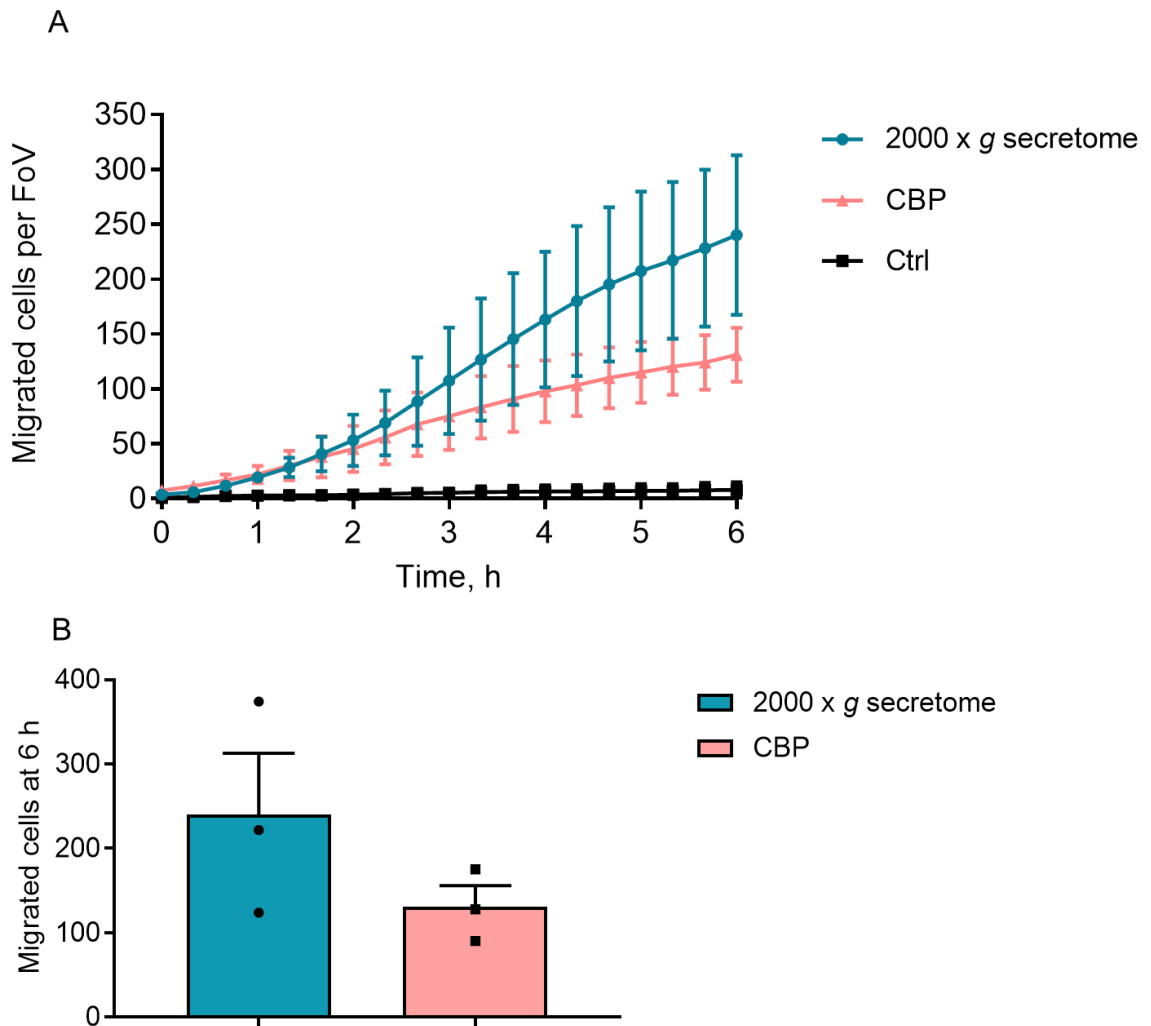 A
Migrated cells per FoV
350
300
250
200
150
100
50
0
0 1 2 3 4 5 6
Time, h
2000 x g secretome
CBP
Ctrl
B
Migrated cells at 6 h
400
300
200
100
0
2000 x g secretome
CBP